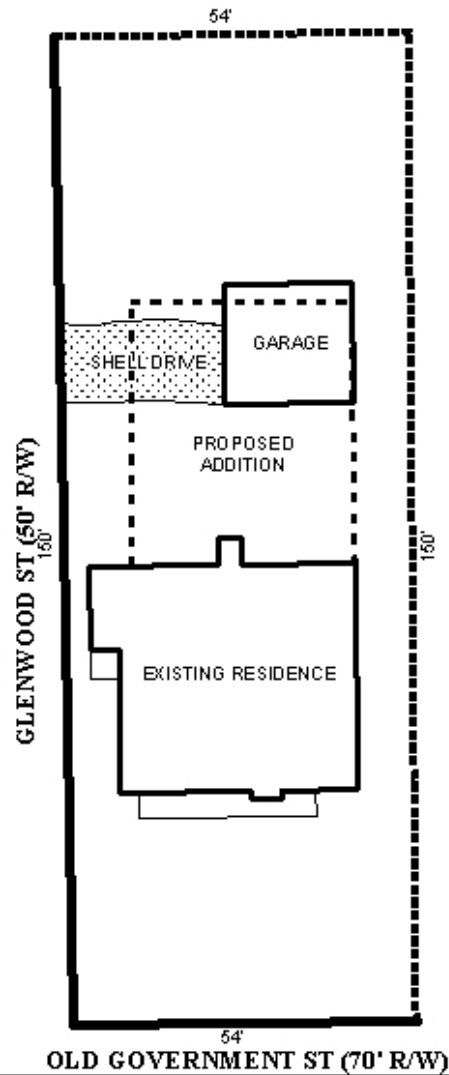 54'
GARAGE
SHELL DRIVE
PROPOSED
ADDITION
GLENWOOD ST (50' R/W)
150'
150'
EXISTING RESIDENCE
54'
OLD GOVERNMENT ST (70' R/W)